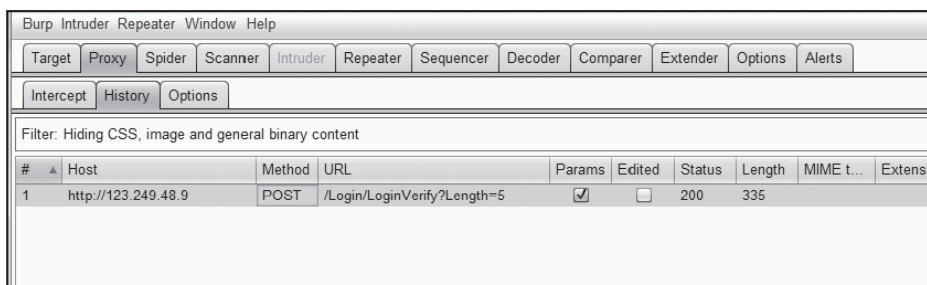 Burp Intruder Repeater Window Help
Target Proxy Spider Scanner Intruder Repeater Sequencer Decoder Comparer Extender Options Alerts
Intercept History Options
Filter: Hiding CSS, image and general binary content
# Host Method URL Params Edited Status Length MIME t... Extens
1 http://123.249.48.9 POST /Login/LoginVerify?Length=5 200 335